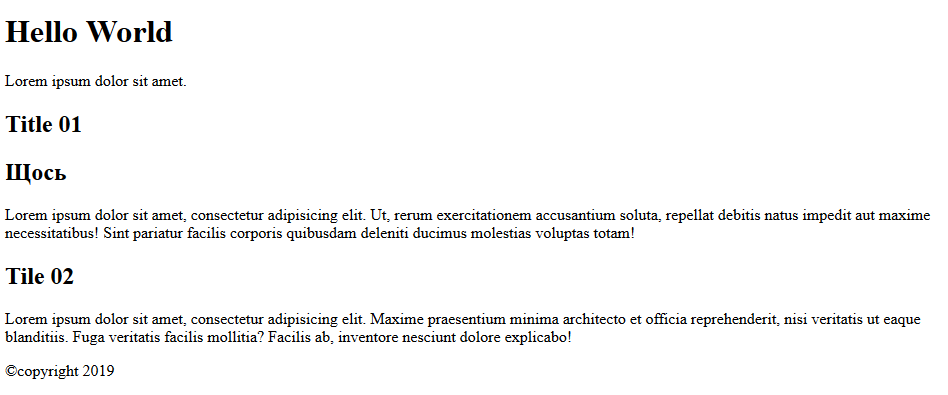 Hello World
Lorem ipsum dolor sit amet.
Title 01
Щось
Lorem ipsum dolor sit amet, consectetur adipisicing elit. Ut, rerum exercitationem accusantium soluta, repellat debitis natus impedit aut maxime
necessitatibus! Sint pariatur facilis corporis quibusdam deleniti ducimus molestias voluptas totam!
Tile 02
Lorem ipsum dolor sit amet, consectetur adipisicing elit. Maxime praesentium minima architecto et officia reprehenderit, nisi veritatis ut eaque
blanditiis. Fuga veritatis facilis mollitia? Facilis ab, inventore nesciunt dolore explicabo!
©copyright 2019